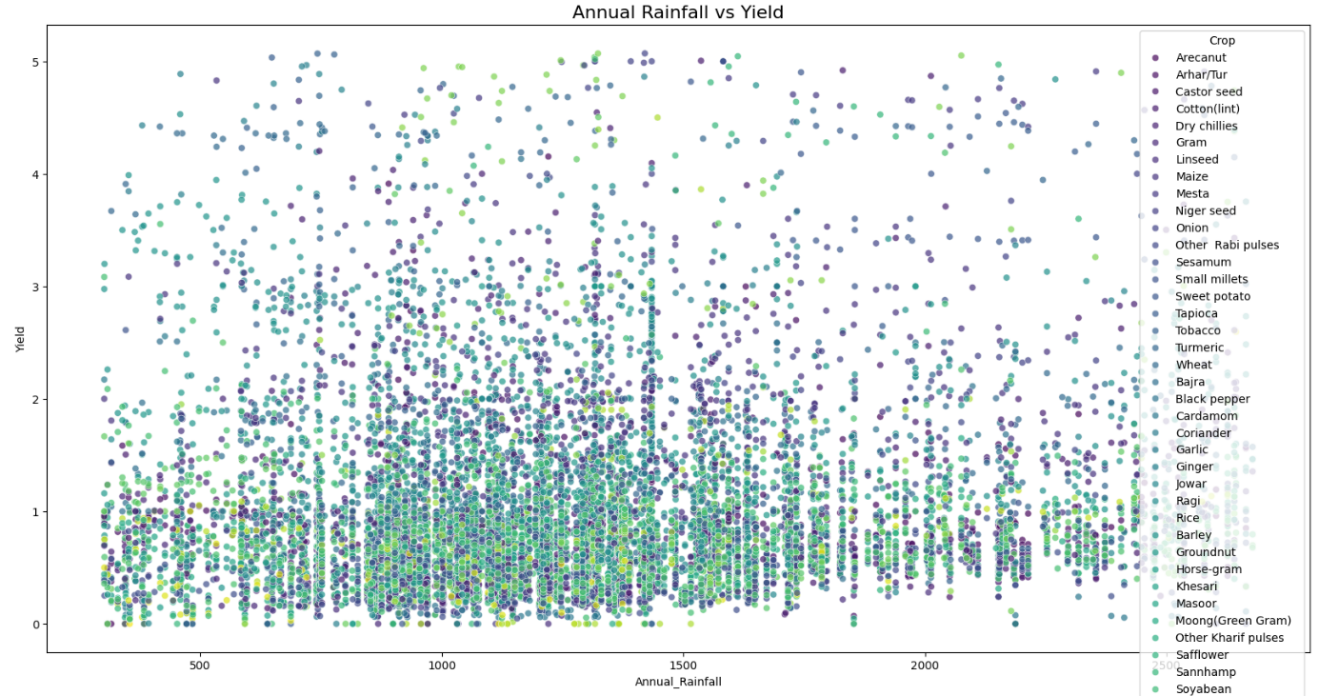 Annual Rainfall vs Yield
5
4
3
2
1
0
Yield
500
1000
1500
2000
2500
Annual_Rainfall
Crop
Arecanut
Arhar/Tur
Castor seed
Cotton(lint)
Dry chillies
Gram
Linseed
Maize
Mesta
Niger seed
Onion
Other  Rabi pulses
Sesamum
Small millets
Sweet potato
Tapioca
Tobacco
Turmeric
Wheat
Bajra
Black pepper
Cardamom
Coriander
Garlic
Ginger
Jowar
Ragi
Rice
Barley
Groundnut
Horse-gram
Khesari
Masoor
Moong(Green Gram)
Other Kharif pulses
Safflower
Sannhamp
Soyabean